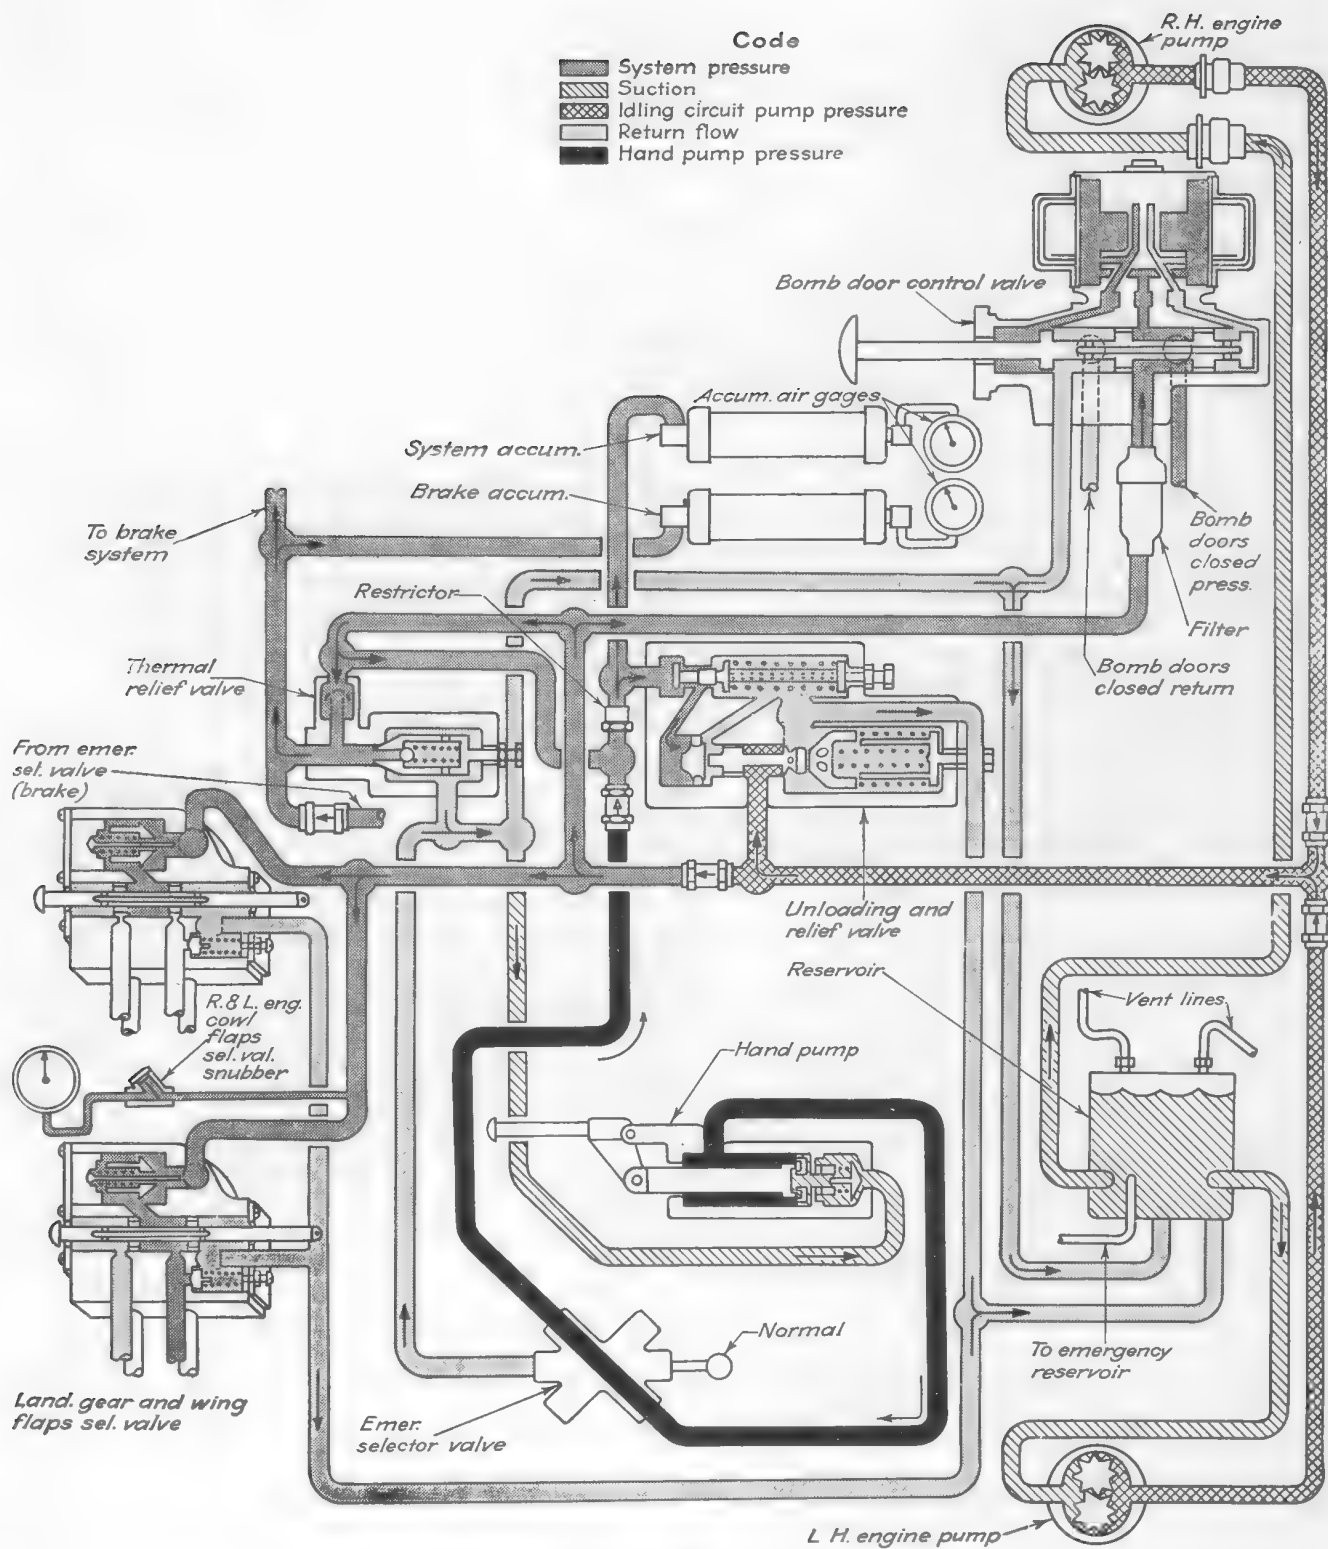 Code
System pressure
Suction
Idling circuit pump pressure
Return flow
Hand pump pressure
R.H. engine
pump
Bomb door control valve
Accum. air gages
System accum.
Brake accum.
To brake
system
Restrictor
Bomb
doors
closed
press.
Filter
Thermal
relief valve
Bomb doors
closed return
From emer.
sel. valve
(brake)
Unloading and
relief valve
Reservoir
Vent lines
R.& L. eng.
cowl
flaps
sel. val.
snubber
Hand pump
Normal
To emergency
reservoir
Land. gear and wing
flaps sel. valve
Emer.
selector valve
L H. engine pump